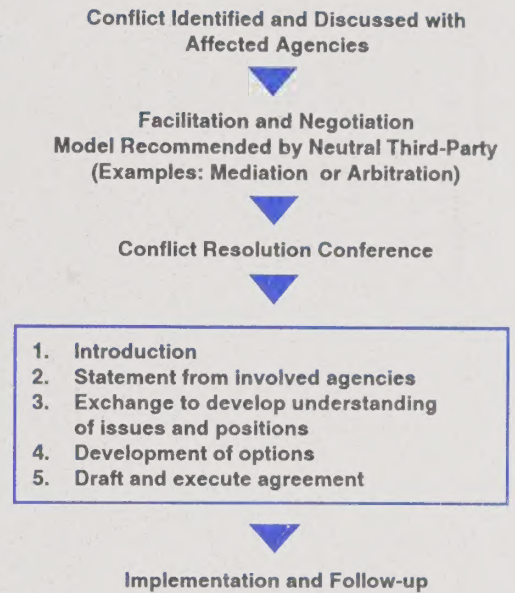 Conflict Identified and Discussed with
Affected Agencies
Facilitation and Negotiation
Model Recommended by Neutral Third-Party
(Examples: Mediation or Arbitration)
Conflict Resolution Conference
1. Introduction
2. Statement from involved agencies
3. Exchange to develop understanding
of issues and positions
4. Development of options
5. Draft and execute agreement
Implementation and Follow-up